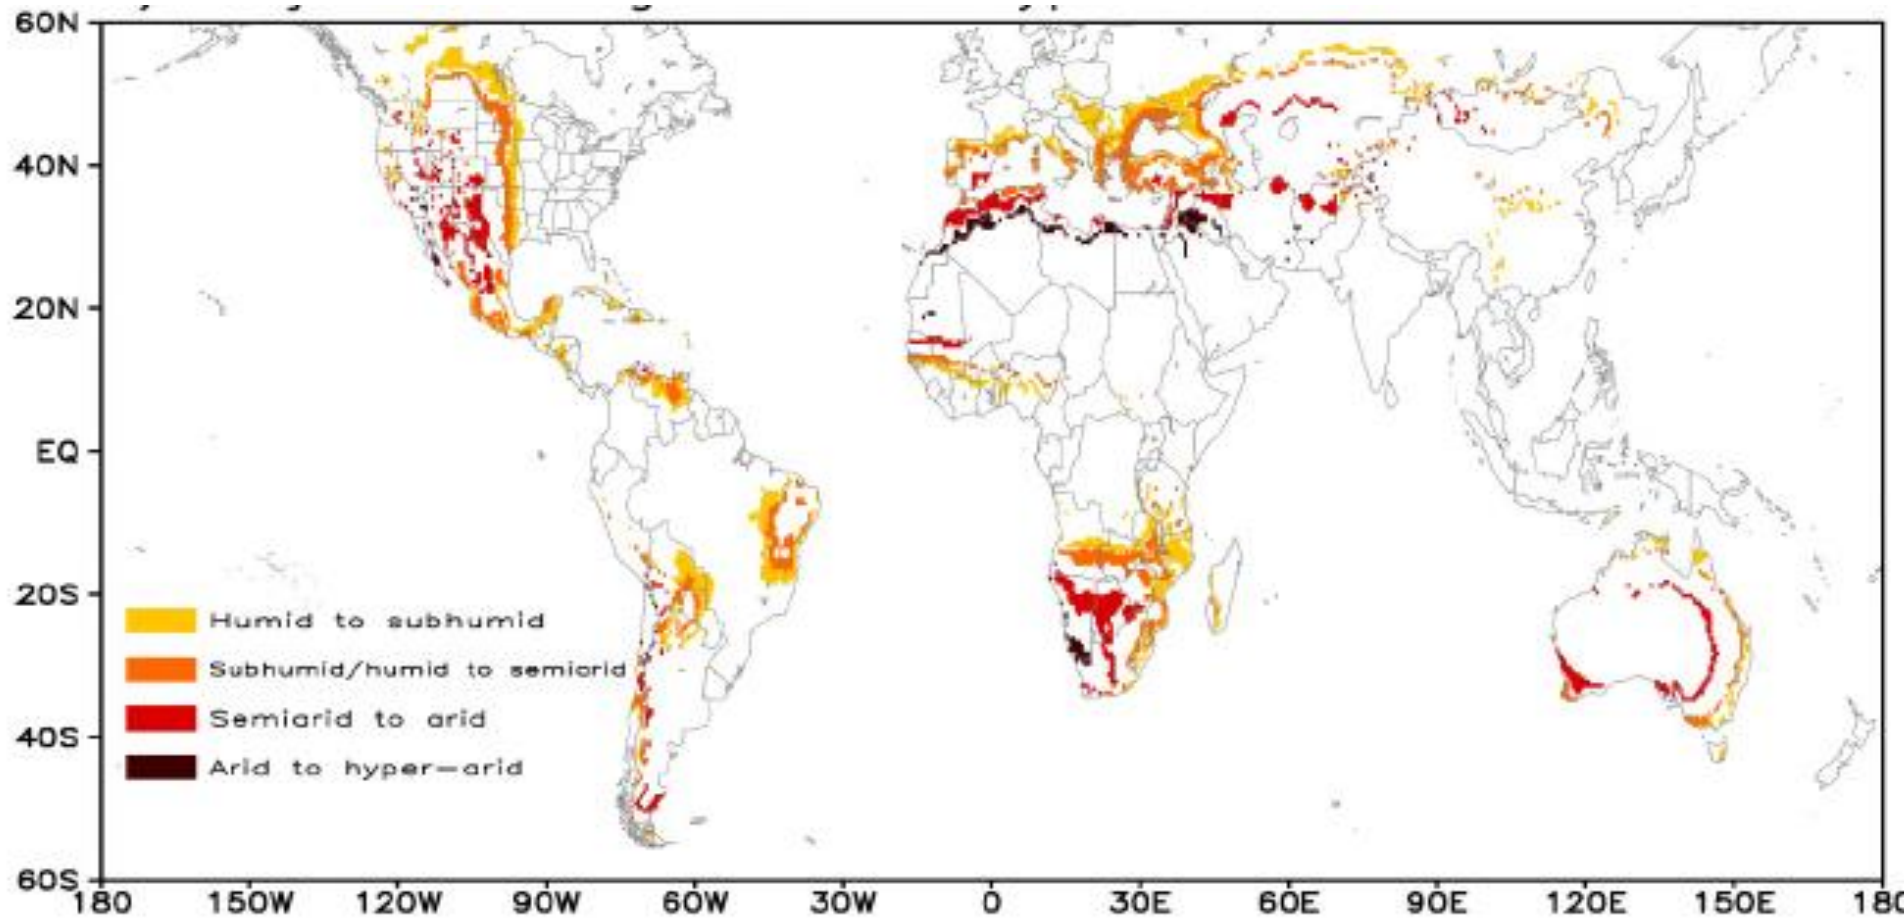 60N
40N
20N
EQ
20S
40S
60S
Humid to subhumid
Subhumid/humid to semiarid
Semiarid to arid
Arid to hyper-arid
180 150W 120W 90W 60W 30W 0 30E 60E 90E 120E 150E